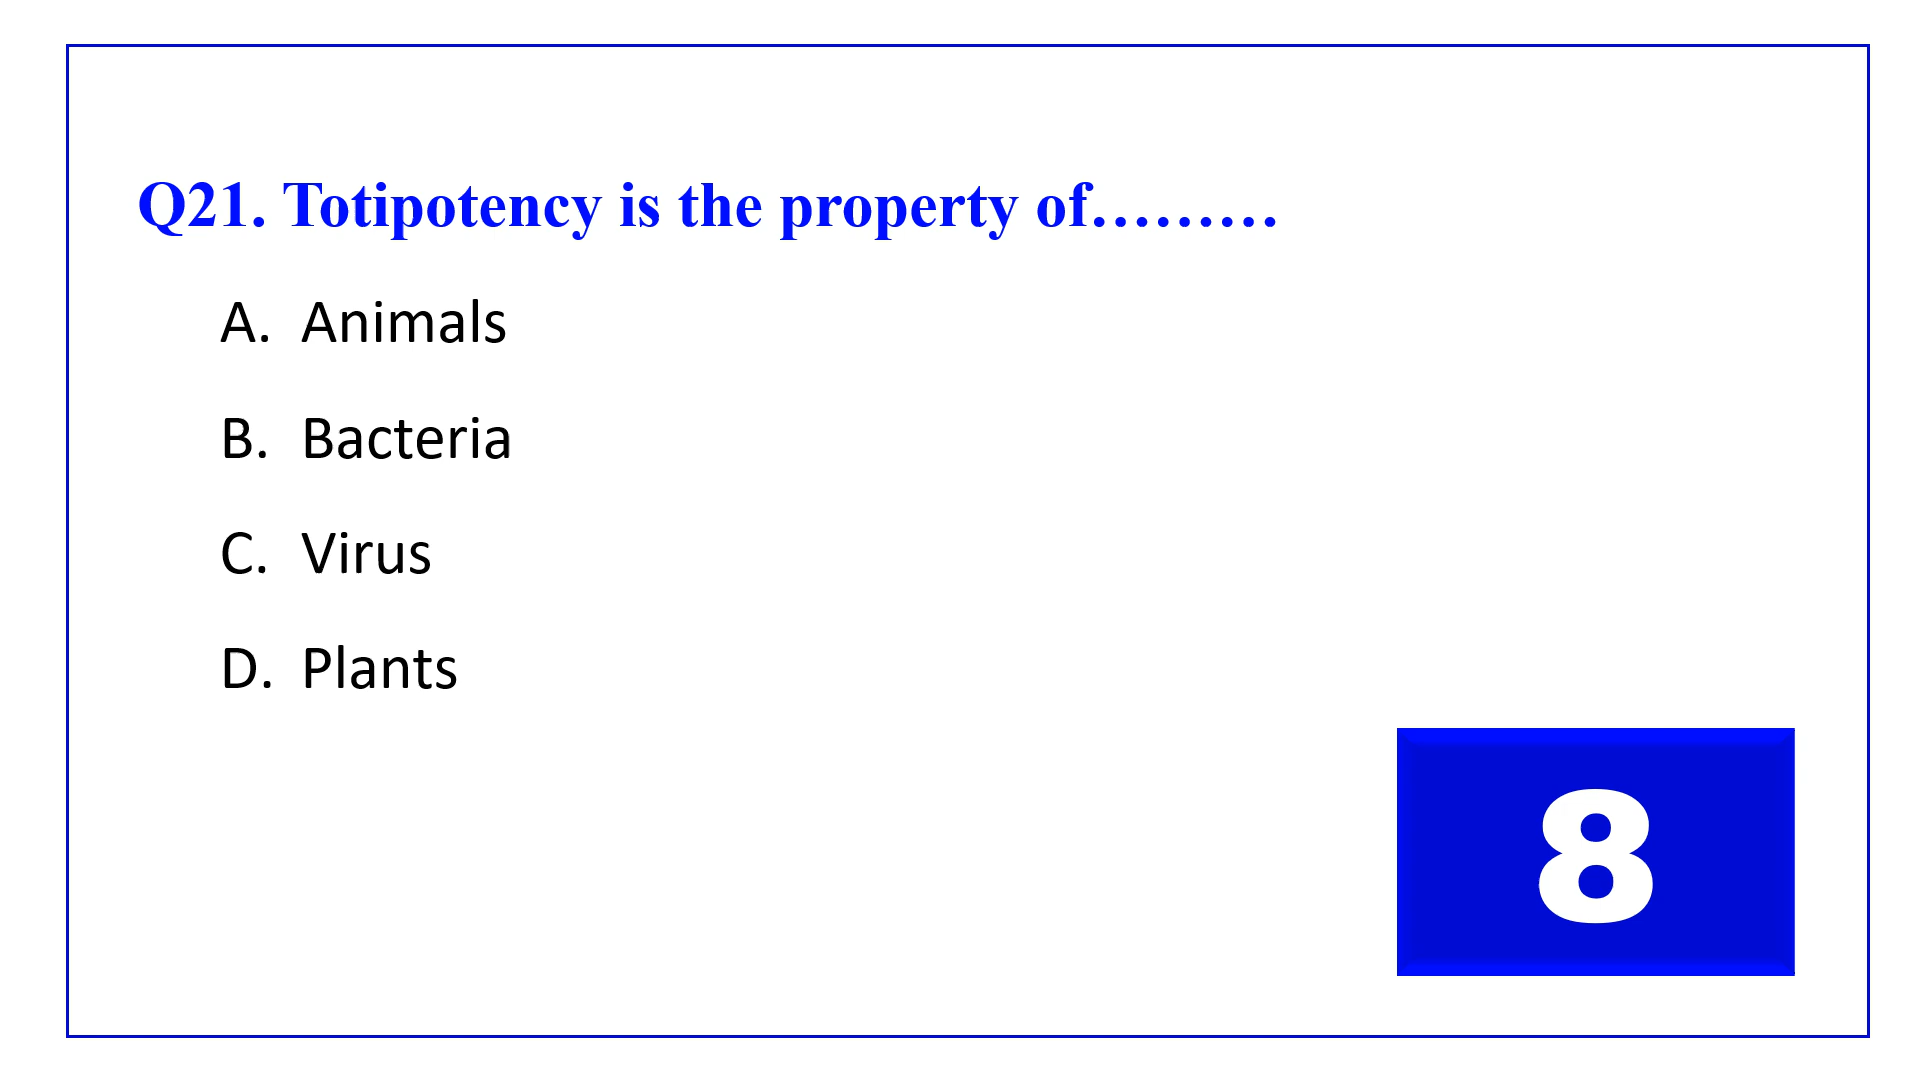 Q21. Totipotency is the property of………
A. Animals
B. Bacteria
C. Virus
D. Plants
8